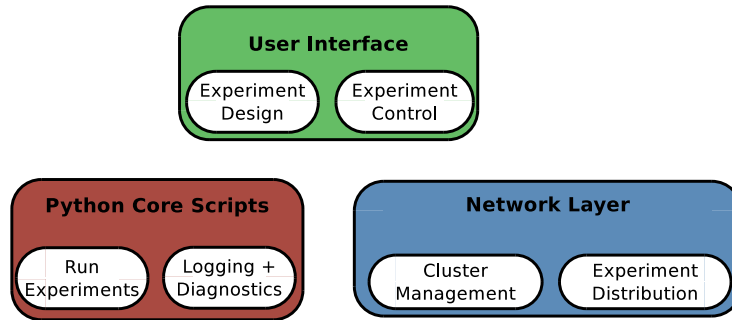 User Interface
Experiment
Design
Experiment
Control
Python Core Scripts
Run
Experiments
Logging +
Diagnostics
Network Layer
Cluster
Management
Experiment
Distribution